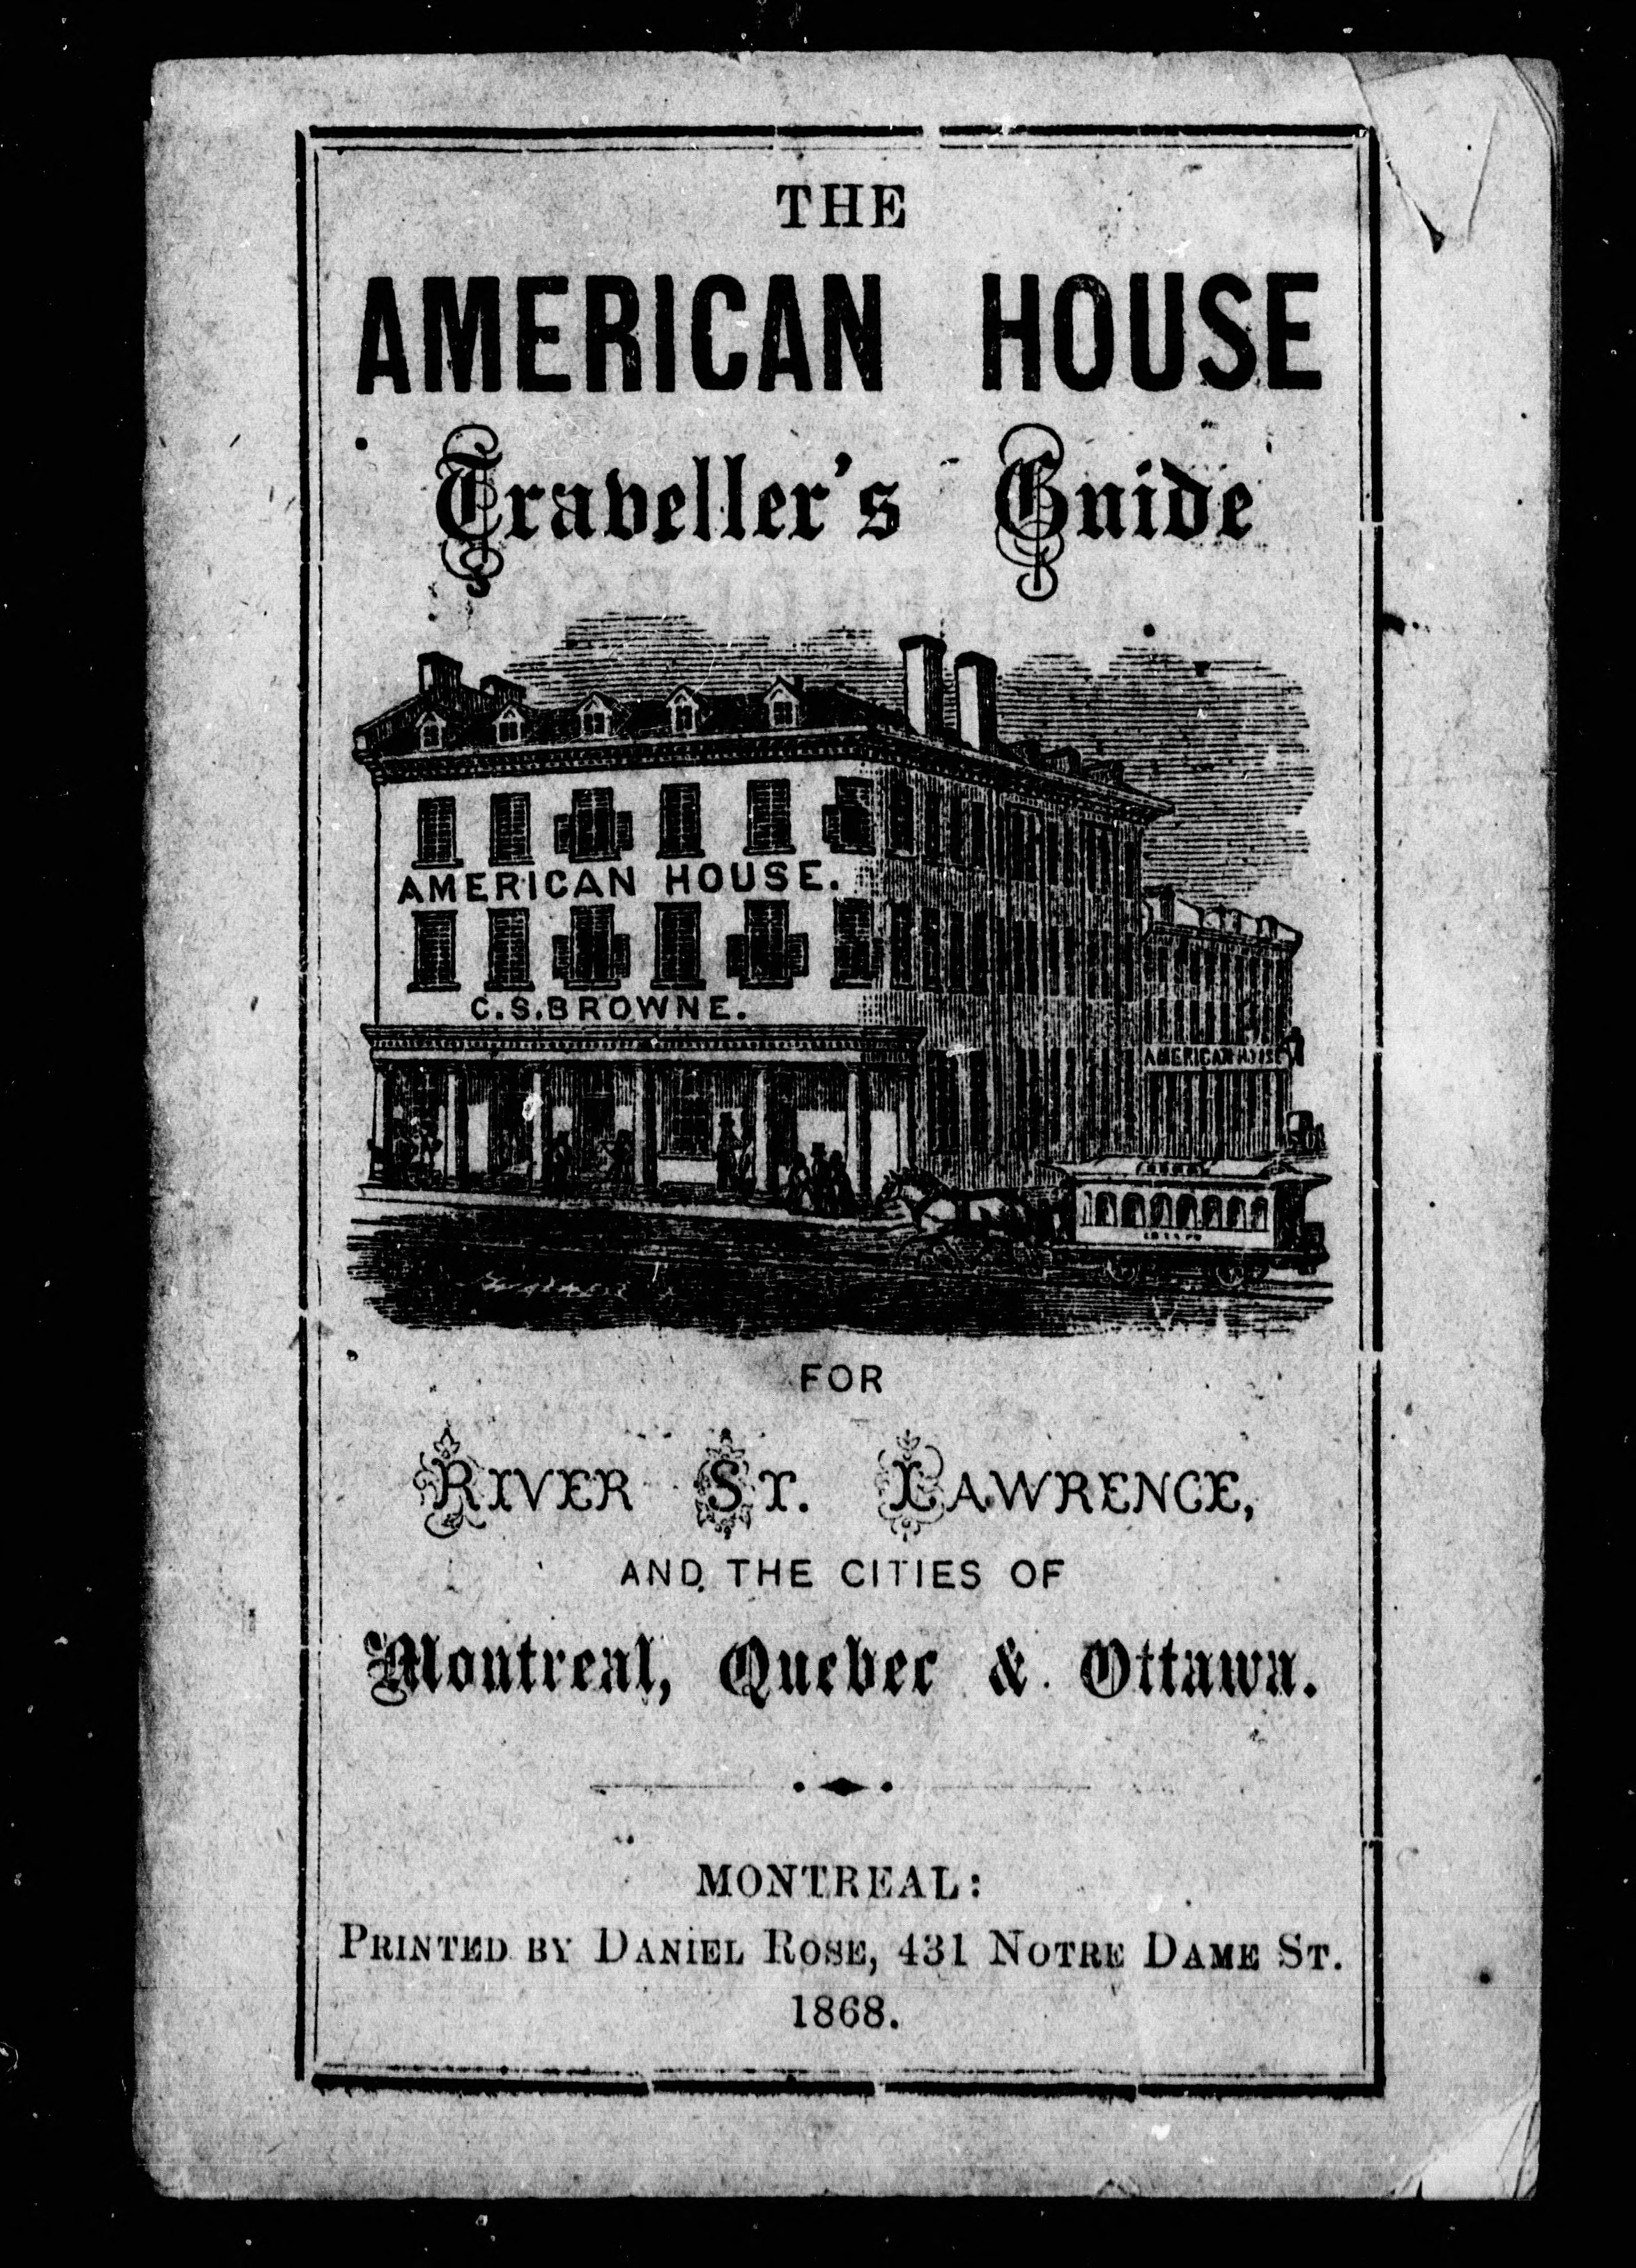 THE
AMERICAN HOUSE
Traveller's Guide
AMERICAN HOUSE.
C.S.BROWNE.
AMERICAN HOUSE
FOR
RIVER ST. LAWRENCE,
AND THE CITIES OF
Montreal, Quebec & Ottawa.
MONTREAL:
PRINTED BY DANIEL ROSE, 431 NOTRE DAME ST.
1868.